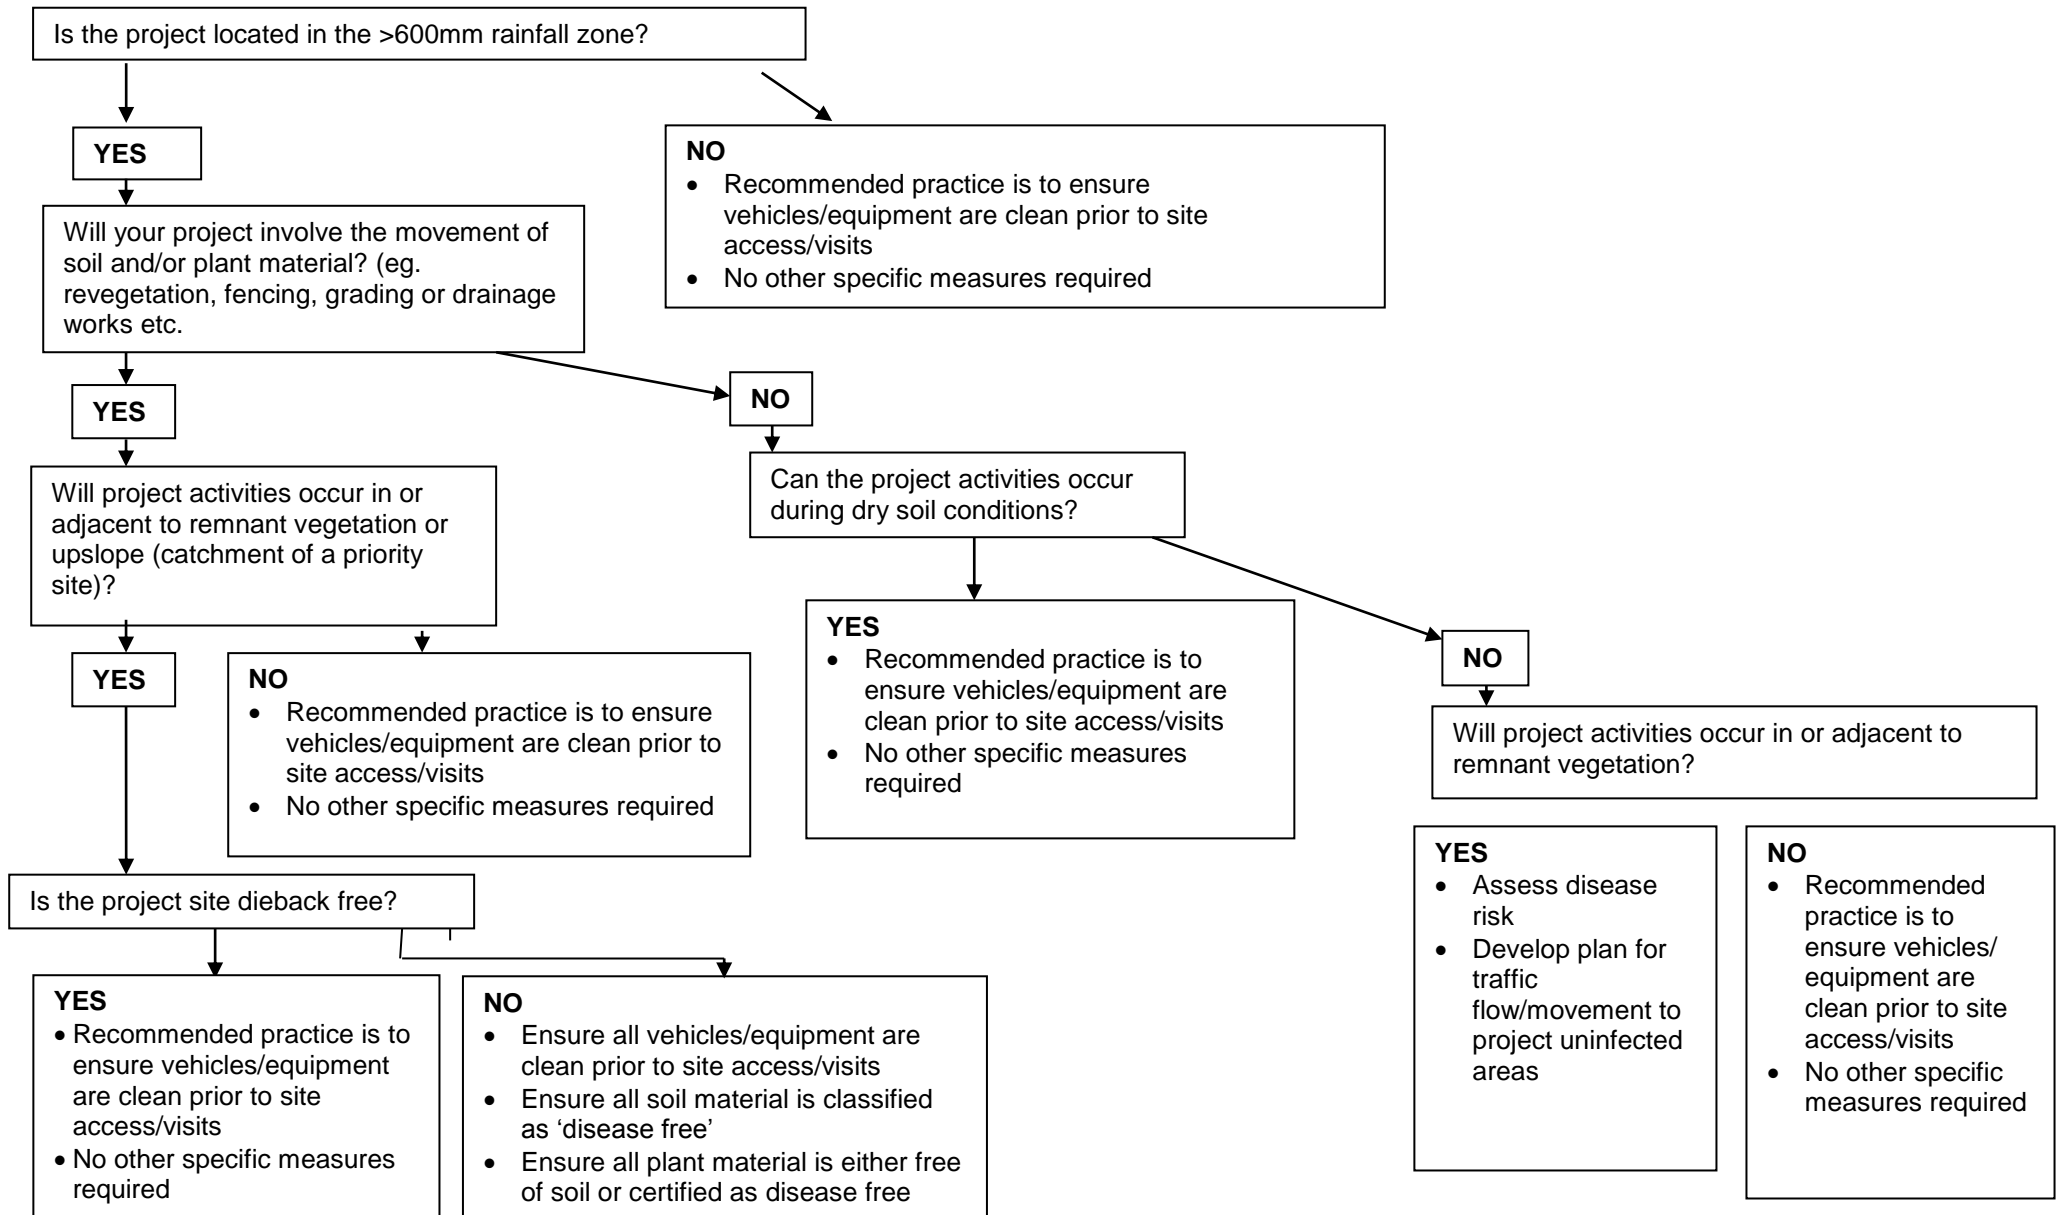 Is the project located in the >600mm rainfall zone?
YES
NO
• Recommended practice is to ensure
vehicles/equipment are clean prior to site
access/visits
• No other specific measures required
Will your project involve the movement of
soil and/or plant material? (eg.
revegetation, fencing, grading or drainage
works etc.
YES
NO
Will project activities occur in or
adjacent to remnant vegetation or
upslope (catchment of a priority
site)?
Can the project activities occur
during dry soil conditions?
YES
NO
• Recommended practice is to ensure
vehicles/equipment are clean prior to
site access/visits
• No other specific measures required
YES
• Recommended practice is to
ensure vehicles/equipment are
clean prior to site access/visits
• No other specific measures
required
NO
Will project activities occur in or adjacent to
remnant vegetation?
YES
• Assess disease
risk
• Develop plan for
traffic
flow/movement to
project uninfected
areas
NO
• Recommended
practice is to
ensure vehicles/
equipment are
clean prior to site
access/visits
• No other specific
measures required
Is the project site dieback free?
YES
• Recommended practice is to
ensure vehicles/equipment
are clean prior to site
access/visits
• No other specific measures
required
NO
• Ensure all vehicles/equipment are
clean prior to site access/visits
• Ensure all soil material is classified
as ‘disease free’
• Ensure all plant material is either free
of soil or certified as disease free